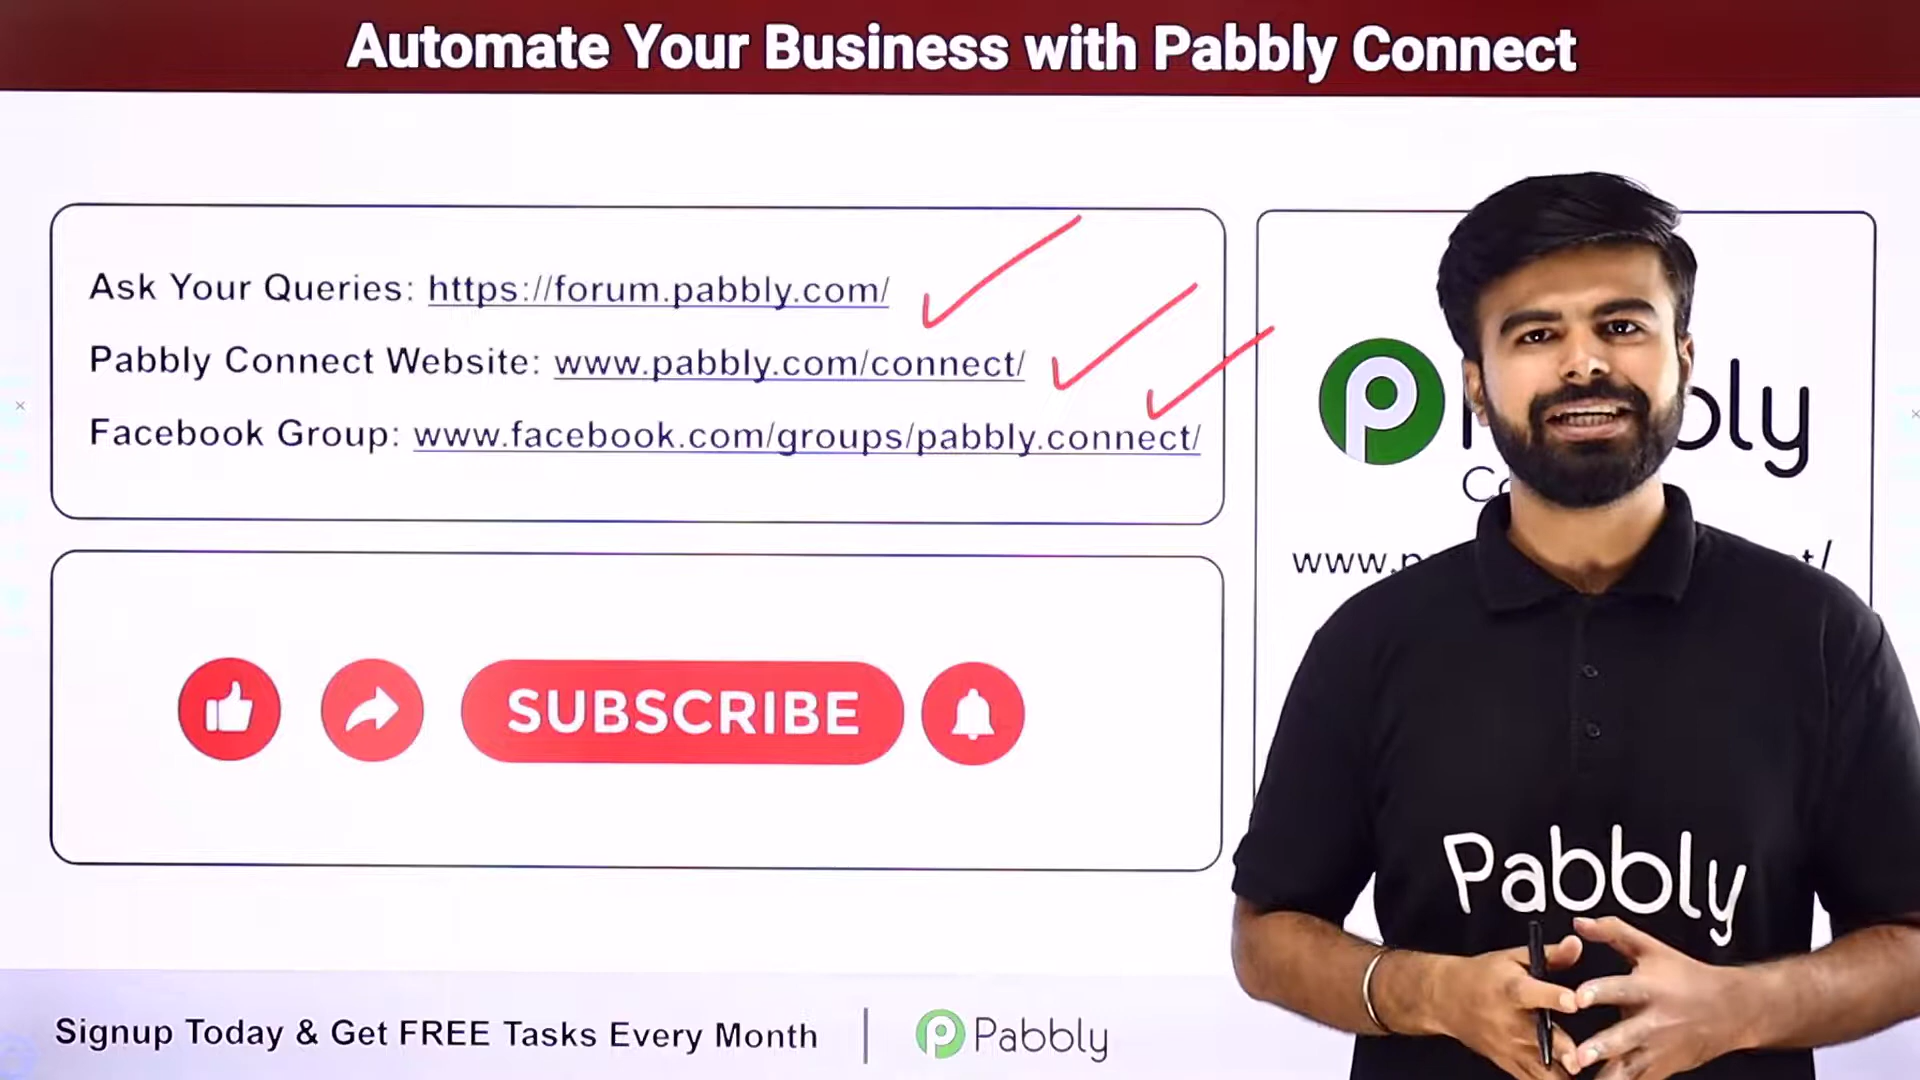 Automate Your Business with Pabbly Connect
Ask Your Queries: https://forum.pabbly.com/
Pabbly Connect Website: www.pabbly.com/connect/
Facebook Group: www.facebook.com/groups/pabbly.connect/
SUBSCRIBE
Pabbly
Signup Today & Get FREE Tasks Every Month
Pabbly